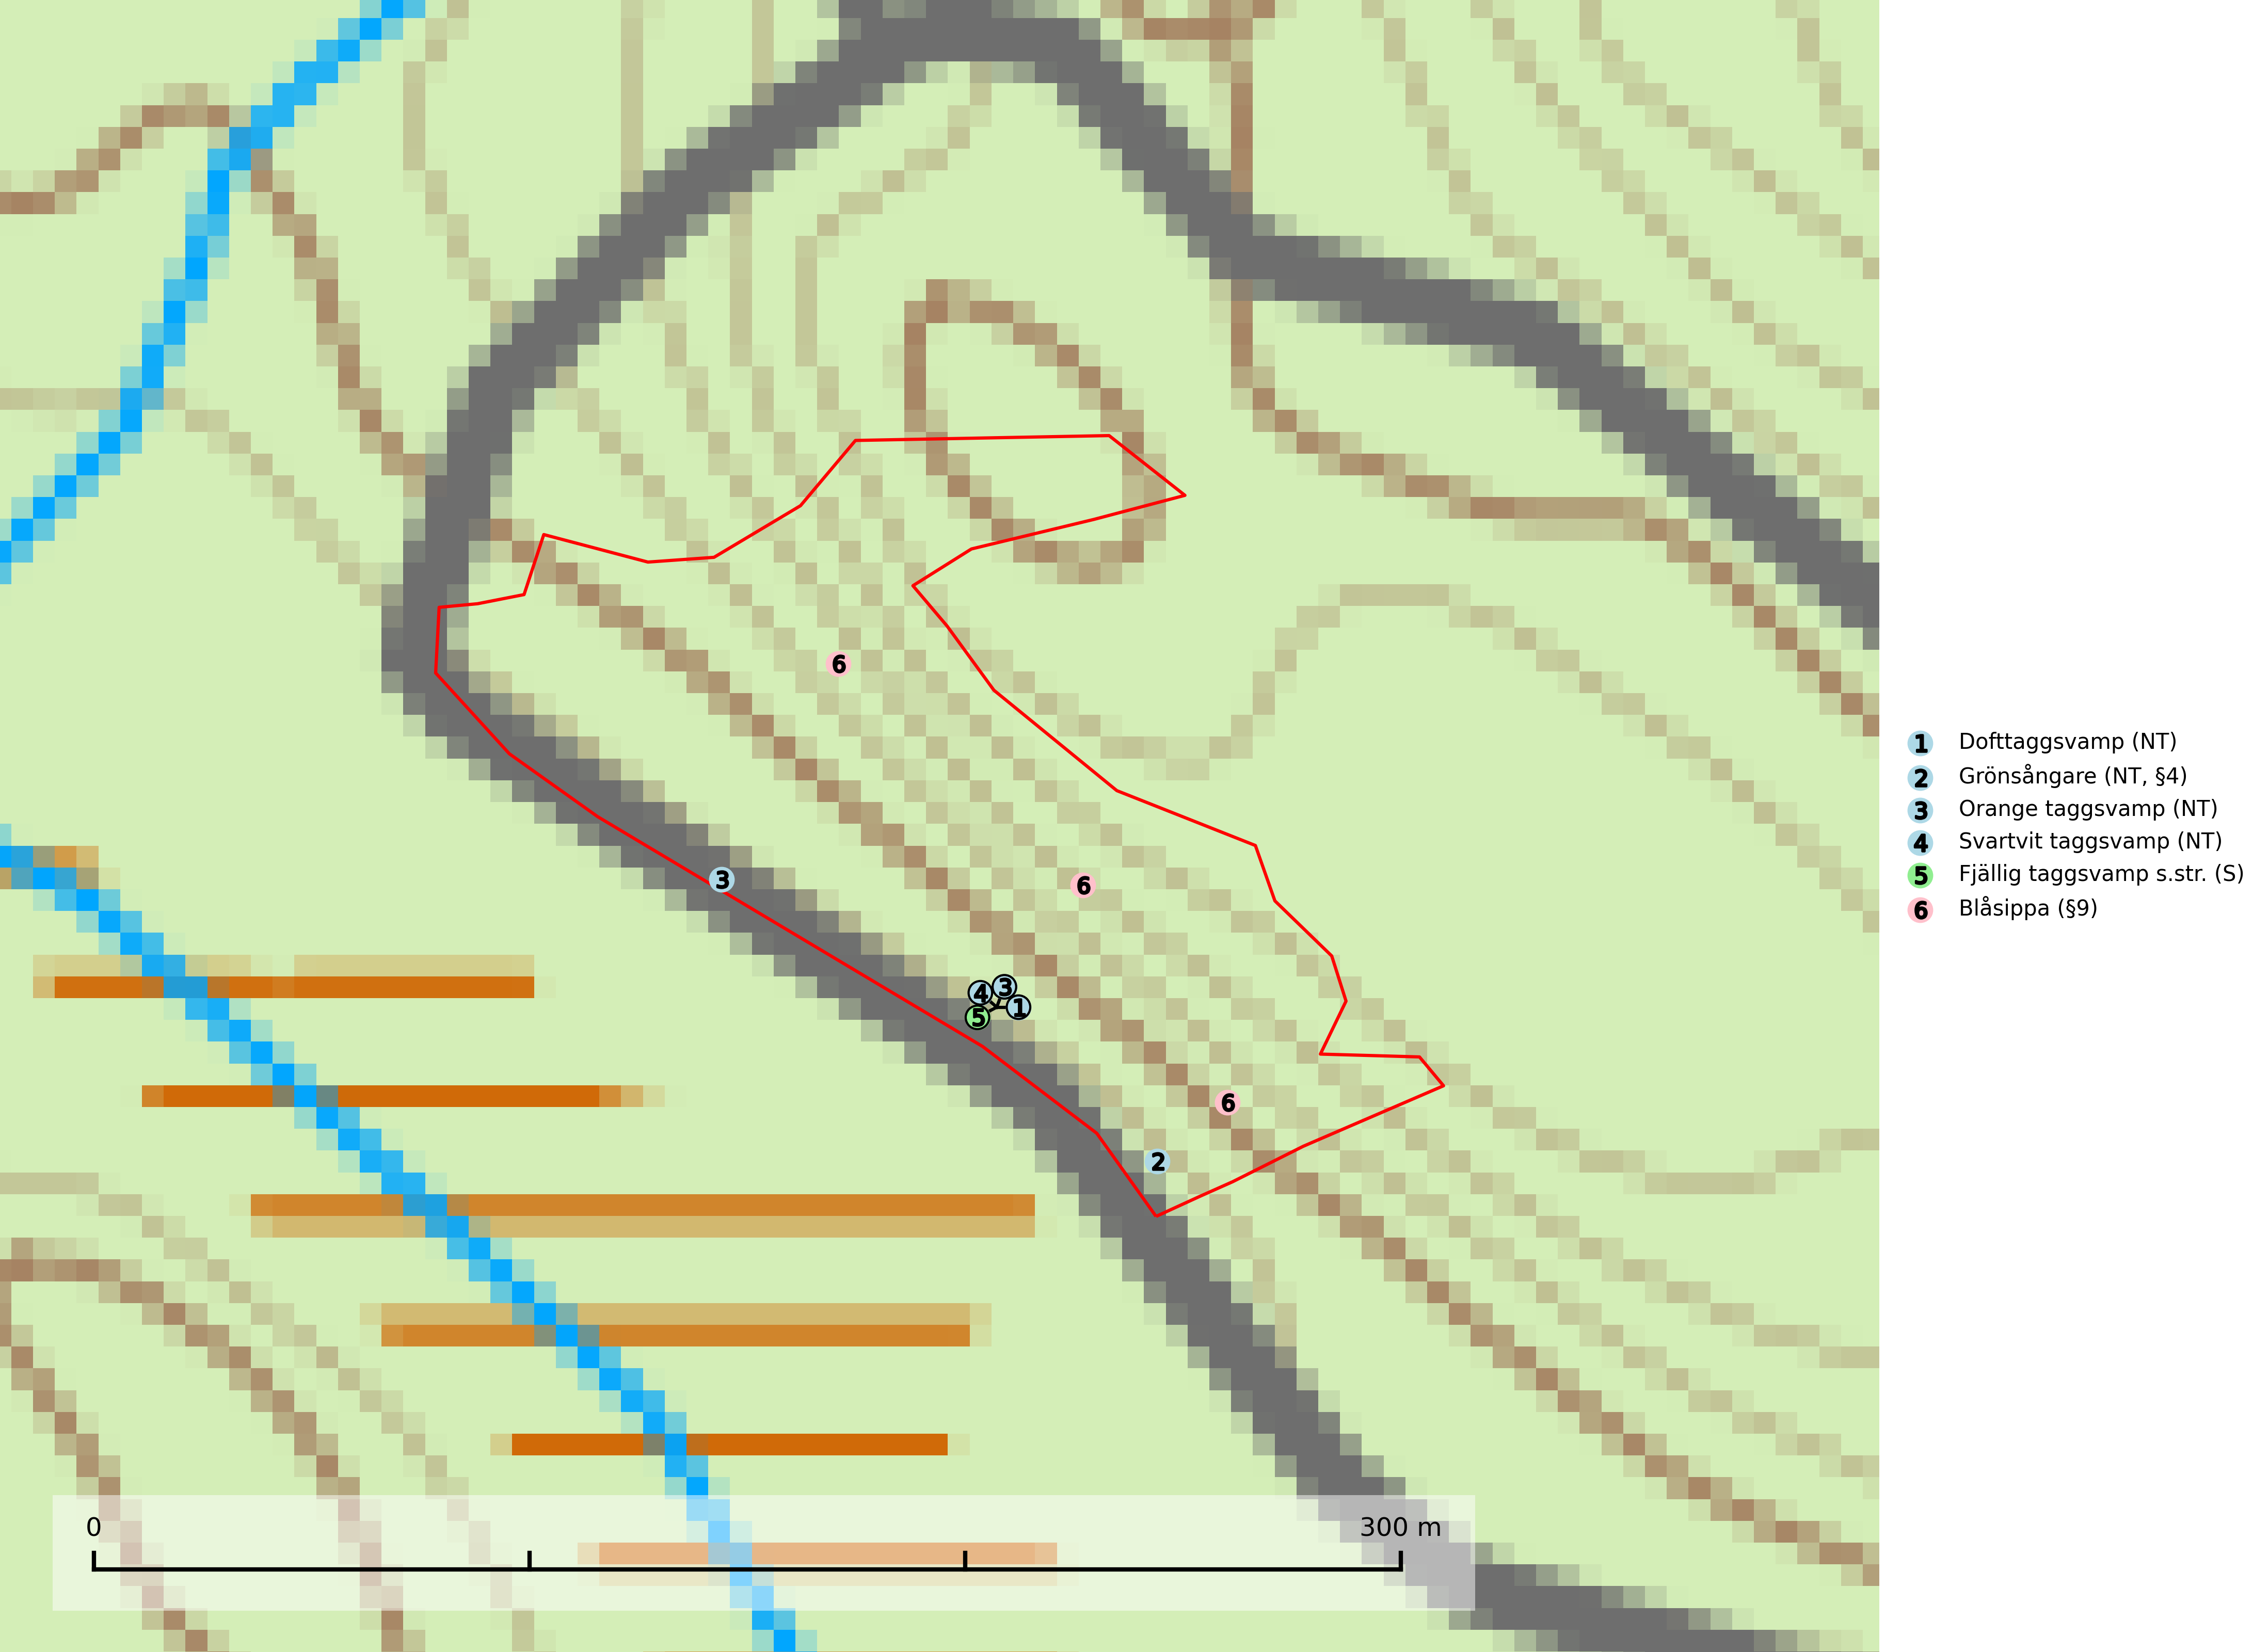 6
3
6
4 3
5 1
6
2
0 300 m
1 Dofttaggsvamp (NT)
2 Grönsångare (NT, §4)
3 Orange taggsvamp (NT)
4 Svartvit taggsvamp (NT)
5 Fjällig taggsvamp s.str. (S)
6 Blåsippa (§9)